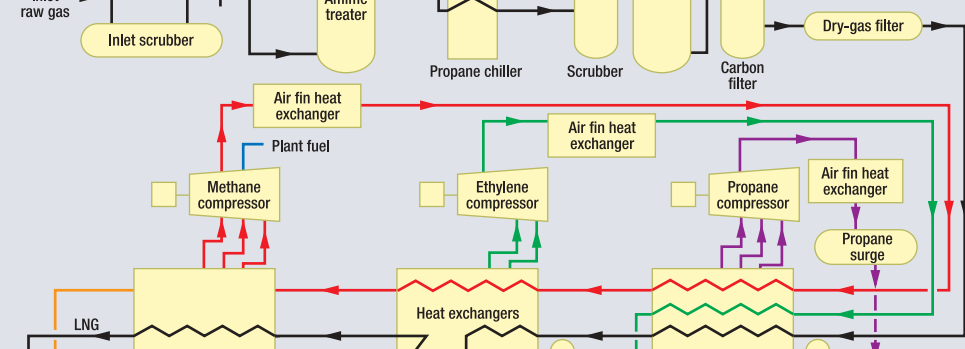 raw gas
Amine
treater
Inlet scrubber
Propane chiller
Scrubber
Carbon
filter
Dry-gas filter
Air fin heat
exchanger
Air fin heat
exchanger
Plant fuel
Methane
compressor
Ethylene
compressor
Propane
compressor
Air fin heat
exchanger
Propane
surge
Heat exchangers
LNG